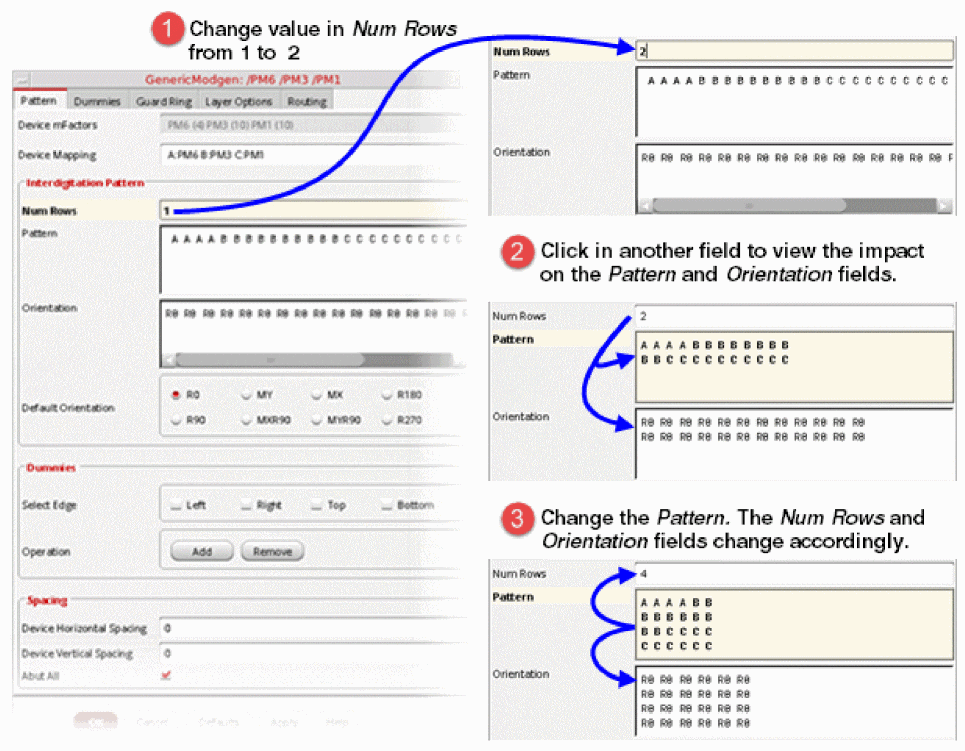 1 Change value in Num Rows
from 1 to 2
GenericModgen: /PM6 /PM3 /PM1
Pattern Dummies Guard Ring Layer Options Routing
Device mFactors PM6 (4) PM3 (10) PM1 (10)
Device Mapping A:PM6 B:PM3 C:PM1
Interdigitation Pattern
Num Rows 1
Pattern
A A A A B B B B B B B B B B C C C C C C C C
Orientation
R0 R0 R0 R0 R0 R0 R0 R0 R0 R0 R0 R0 R0 R0 R0 R0
Default Orientation
R0 MY MX R180
R90 MXR90 MYR90 R270
Dummies
Select Edge Left Right Top Bottom
Operation Add Remove
Spacing
Device Horizontal Spacing 0
Device Vertical Spacing 0
Abut All
OK Cancel Defaults Apply Help
Num Rows 2
Pattern
A A A A B B B B B B B B B B C C C C C C C C C C
Orientation
R0 R0 R0 R0 R0 R0 R0 R0 R0 R0 R0 R0 R0 R0 R0 R0
2 Click in another field to view the impact
on the Pattern and Orientation fields.
Num Rows 2
Pattern
A A A A B B B B B B B B
B B C C C C C C C C C C
Orientation
R0 R0 R0 R0 R0 R0 R0 R0 R0 R0 R0 R0
R0 R0 R0 R0 R0 R0 R0 R0 R0 R0 R0 R0
3 Change the Pattern. The Num Rows and
Orientation fields change accordingly.
Num Rows 4
Pattern
A A A A B B
B B B B B B
B B C C C C
C C C C C C
Orientation
R0 R0 R0 R0 R0 R0
R0 R0 R0 R0 R0 R0
R0 R0 R0 R0 R0 R0
R0 R0 R0 R0 R0 R0